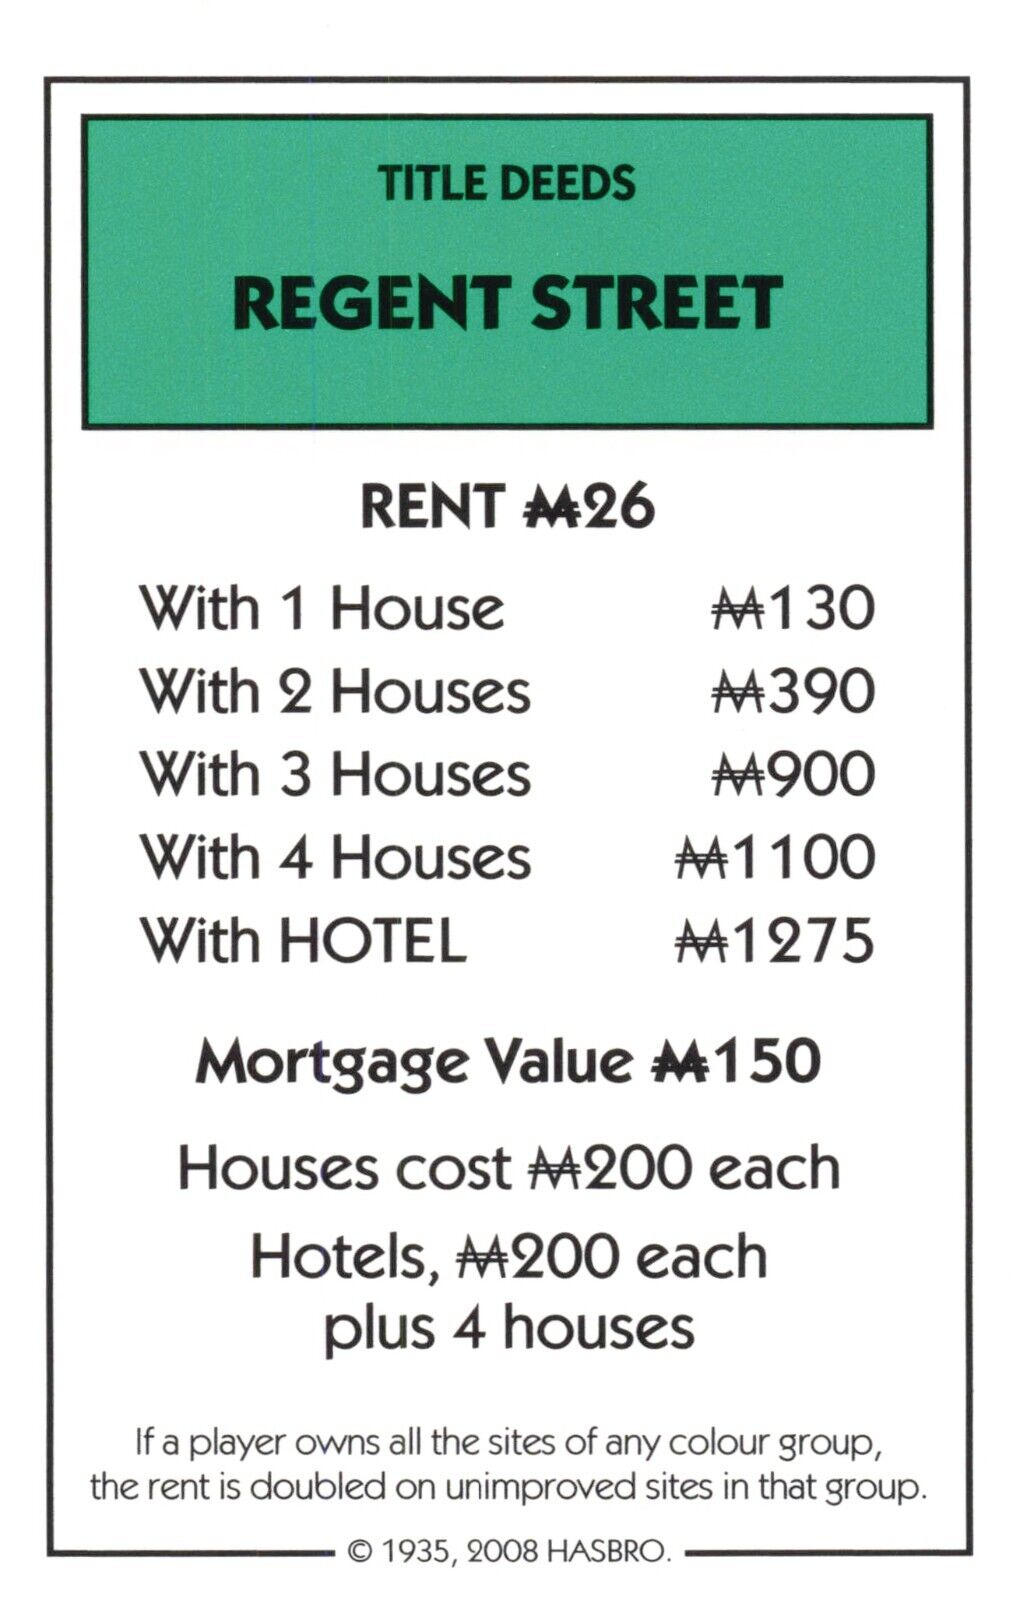 TITLE DEEDS
REGENT STREET
RENT ₩26
With 1 House ₩130
With 2 Houses ₩390
With 3 Houses ₩900
With 4 Houses ₩1100
With HOTEL ₩1275
Mortgage Value ₩150
Houses cost ₩200 each
Hotels, ₩200 each
plus 4 houses
If a player owns all the sites of any colour group,
the rent is doubled on unimproved sites in that group.
© 1935, 2008 HASBRO.